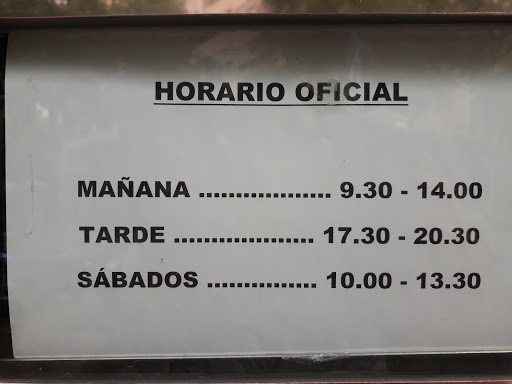 HORARIO OFICIAL
MAÑANA .................. 9.30 - 14.00
TARDE ................... 17.30 - 20.30
SÁBADOS ............... 10.00 - 13.30